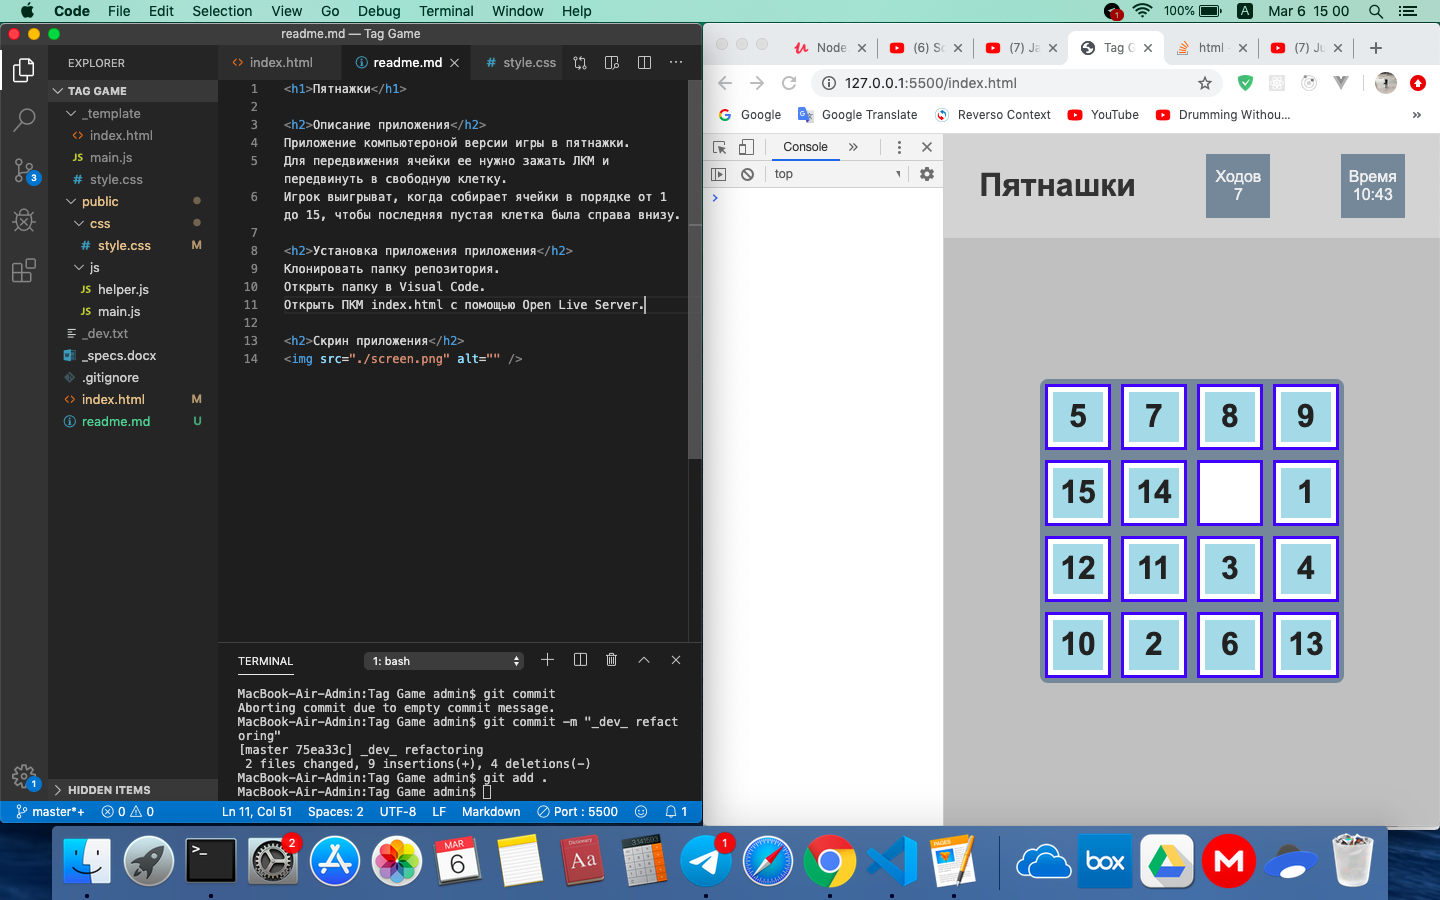 Code File Edit Selection View Go Debug Terminal Window Help
1 100% A Mar 6 15 00
readme.md — Tag Game
EXPLORER
TAG GAME
_template
index.html
main.js
style.css
public
css
style.css M
js
helper.js
main.js
_dev.txt
_specs.docx
.gitignore
index.html M
readme.md U
HIDDEN ITEMS
3
1
index.html readme.md style.css
1 <h1>Пятнажки</h1>
2
3 <h2>Описание приложения</h2>
4 Приложение компьютероной версии игры в пятнажки.
5 Для передвижения ячейки ее нужно зажать ЛКМ и
передвинуть в свободную клетку.
6 Игрок выигрыват, когда собирает ячейки в порядке от 1
до 15, чтобы последняя пустая клетка была справа внизу.
7
8 <h2>Установка приложения приложения</h2>
9 Клонировать папку репозитория.
10 Открыть папку в Visual Code.
11 Открыть ПКМ index.html с помощью Open Live Server.
12
13 <h2>Скрин приложения</h2>
14 <img src="./screen.png" alt="" />
TERMINAL 1: bash
MacBook-Air-Admin:Tag Game admin$ git commit
Aborting commit due to empty commit message.
MacBook-Air-Admin:Tag Game admin$ git commit -m "_dev_ refact
oring"
[master 75ea33c] _dev_ refactoring
2 files changed, 9 insertions(+), 4 deletions(-)
MacBook-Air-Admin:Tag Game admin$ git add .
MacBook-Air-Admin:Tag Game admin$
master*+ 0 0 Ln 11, Col 51 Spaces: 2 UTF-8 LF Markdown Port : 5500 1
Node (6) Sc (7) Ja Tag G html (7) Ju
127.0.0.1:5500/index.html
Google Google Translate Reverso Context YouTube Drumming Withou... »
Console »
top
Пятнашки
Ходов
7
Время
10:43
5 7 8 9
15 14 1
12 11 3 4
10 2 6 13
2
MAR
6
Dictionary
Aa
1
box
M